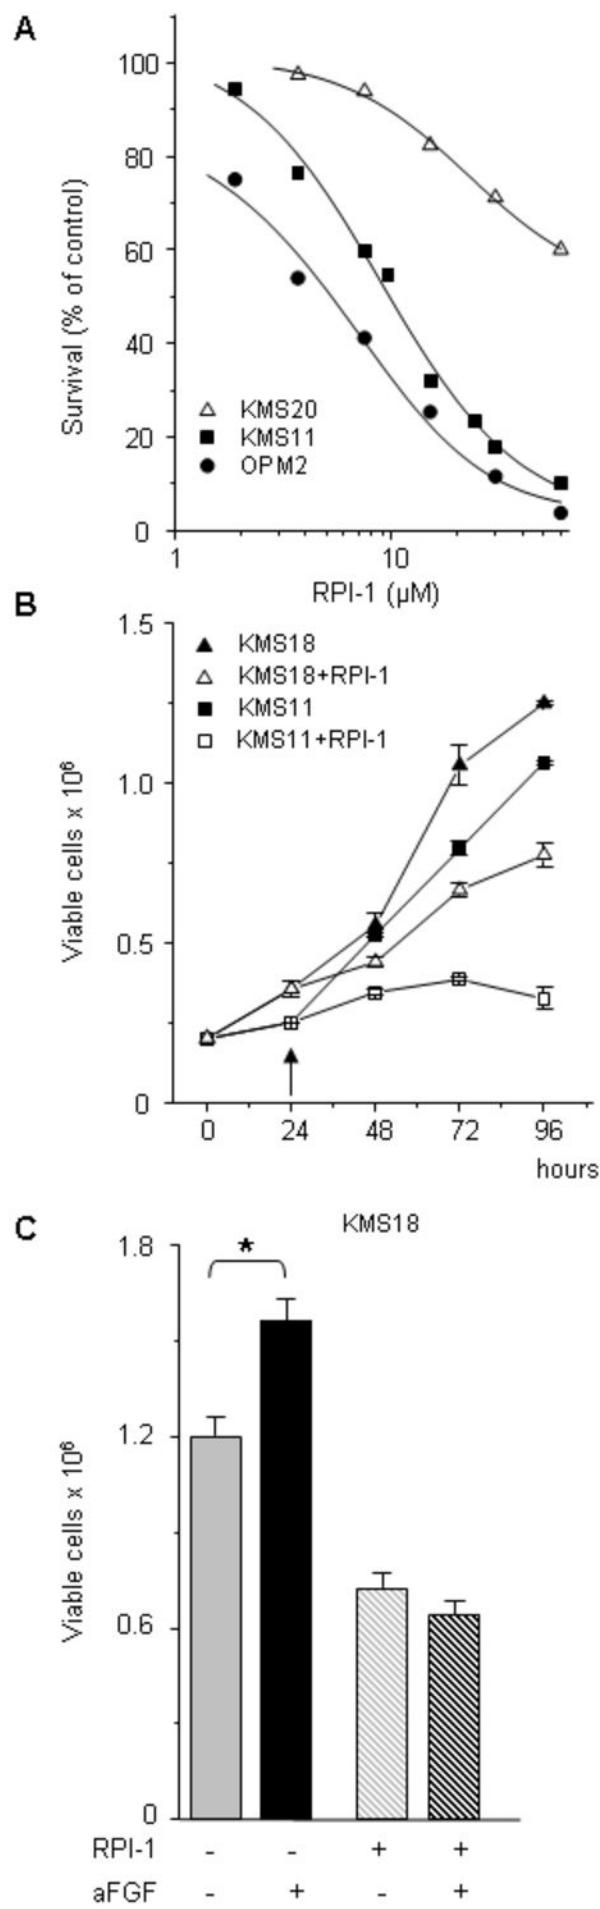 A
100
80
60
40
20
0
Survival (% of control)
KMS20
KMS11
OPM2
1 10
RPI-1 (µM)
B
1.5
1.0
0.5
0
Viable cells x 10⁶
KMS18
KMS18+RPI-1
KMS11
KMS11+RPI-1
0 24 48 72 96
hours
C
KMS18
1.8
1.2
0.6
0
Viable cells x 10⁶
*
RPI-1 - - + +
aFGF - + - +